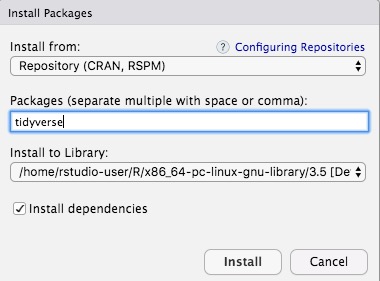 Install Packages
Install from:
? Configuring Repositories
Repository (CRAN, RSPM)
Packages (separate multiple with space or comma):
tidyverse
Install to Library:
/home/rstudio-user/R/x86_64-pc-linux-gnu-library/3.5 [De
Install dependencies
Install
Cancel